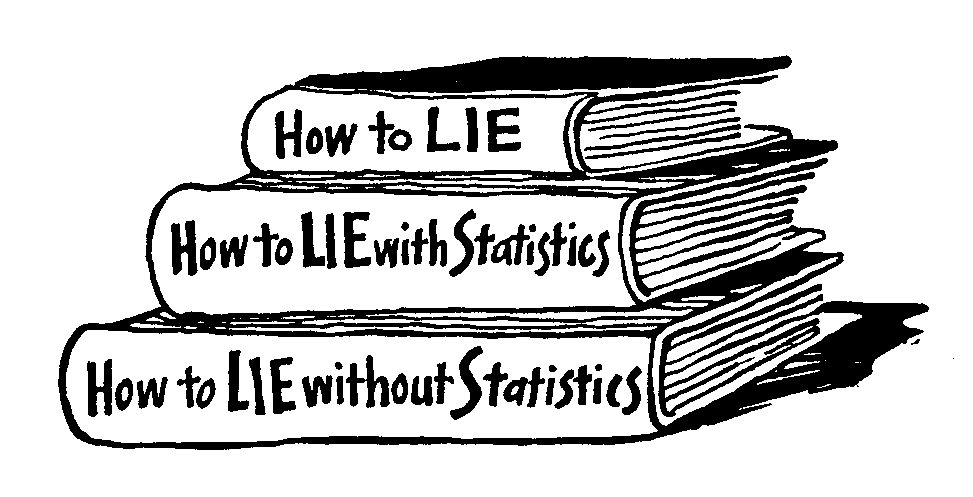 How to LIE
How to LIE with Statistics
How to LIE without Statistics